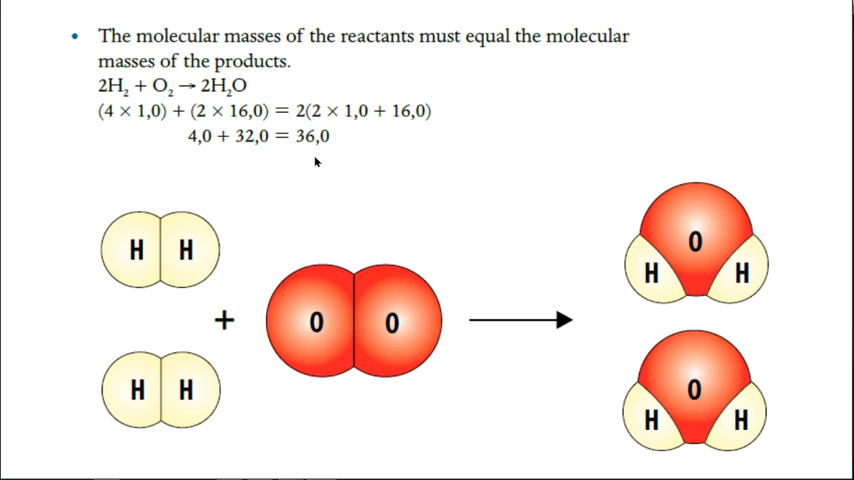 • The molecular masses of the reactants must equal the molecular
masses of the products.
2H₂ + O₂ → 2H₂O
(4 × 1,0) + (2 × 16,0) = 2(2 × 1,0 + 16,0)
4,0 + 32,0 = 36,0
H H
+
O O
H H
O
H H
O
H H